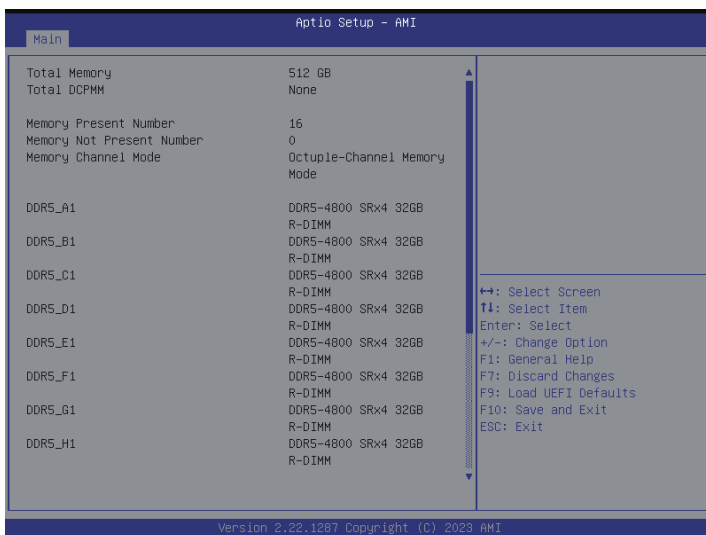 Aptio Setup – AMI
Main
Total Memory 512 GB
Total DCPMM None
Memory Present Number 16
Memory Not Present Number 0
Memory Channel Mode Octuple-Channel Memory
Mode
DDR5_A1 DDR5-4800 SRx4 32GB
R-DIMM
DDR5_B1 DDR5-4800 SRx4 32GB
R-DIMM
DDR5_C1 DDR5-4800 SRx4 32GB
R-DIMM
DDR5_D1 DDR5-4800 SRx4 32GB
R-DIMM
DDR5_E1 DDR5-4800 SRx4 32GB
R-DIMM
DDR5_F1 DDR5-4800 SRx4 32GB
R-DIMM
DDR5_G1 DDR5-4800 SRx4 32GB
R-DIMM
DDR5_H1 DDR5-4800 SRx4 32GB
R-DIMM
↔: Select Screen
↑↓: Select Item
Enter: Select
+/-: Change Option
F1: General Help
F7: Discard Changes
F9: Load UEFI Defaults
F10: Save and Exit
ESC: Exit
Version 2.22.1287 Copyright (C) 2023 AMI